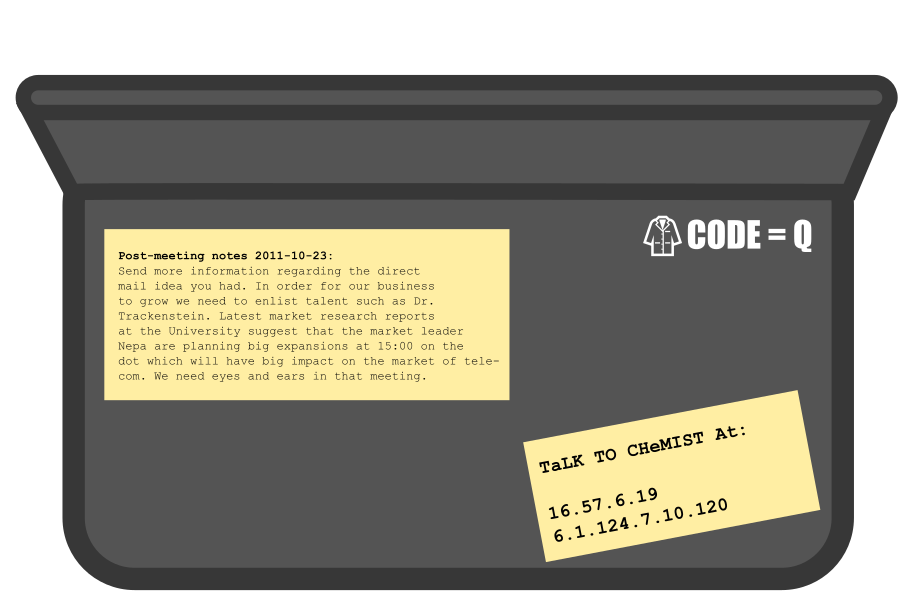 CODE = Q
Post-meeting notes 2011-10-23:
Send more information regarding the direct
mail idea you had. In order for our business
to grow we need to enlist talent such as Dr.
Trackenstein. Latest market research reports
at the University suggest that the market leader
Nepa are planning big expansions at 15:00 on the
dot which will have big impact on the market of tele-
com. We need eyes and ears in that meeting.
TaLK TO CHeMIST At:
16.57.6.19
6.1.124.7.10.120